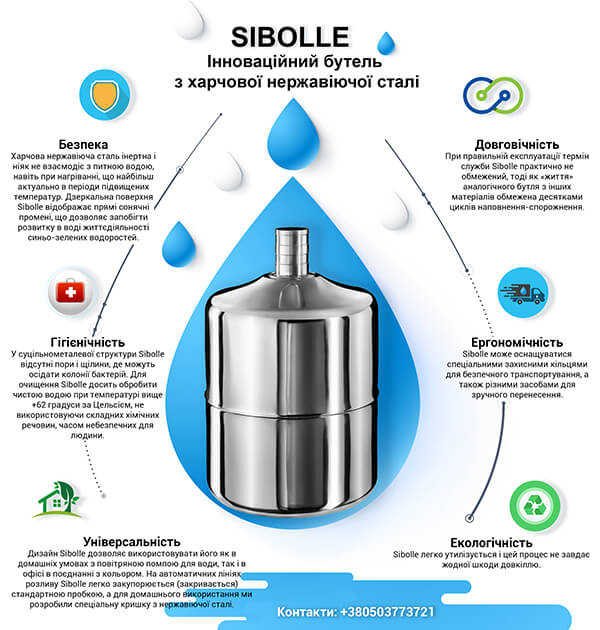 SIBOLLE
Інноваційний бутель
з харчової нержавіючої сталі
Безпека
Харчова нержавіюча сталь інертна і
ніяк не взаємодіє з питною водою,
навіть при нагріванні, що найбільш
актуально в періоди підвищених
температур. Дзеркальна поверхня
Sibolle відображає прямі сонячні
промені, що дозволяє запобігти
розвитку в воді життєдіяльності
синьо-зелених водоростей.
Гігієнічність
У суцільнометалевої структури Sibolle
відсутні пори і щілини, де можуть
осідати колонії бактерій. Для
очищення Sibolle досить обробити
чистою водою при температурі вище
+62 градуси за Цельсієм, не
використовуючи складних хімічних
речовин, часом небезпечних для
людини.
Універсальність
Дизайн Sibolle дозволяє використовувати його як в
домашніх умовах з повітряною помпою для води, так і в
офісі в поєднанні з кольором. На автоматичних лініях
розливу Sibolle легко закупорюється (закривається)
стандартною пробкою, а для домашнього використання ми
розробили спеціальну кришку з нержавіючої сталі.
Довговічність
При правильній експлуатації термін
служби Sibolle практично не
обмежений, тоді як «життя»
аналогічного бутля з інших
матеріалів обмежена десятками
циклів наповнення-спорожнення.
Ергономічність
Sibolle може оснащуватися
спеціальними захисними кільцями
для безпечного транспортування, а
також різними засобами для
зручного перенесення.
Екологічність
Sibolle легко утилізується і цей процес не завдає
жодної шкоди довкіллю.
Контакти: +380503773721